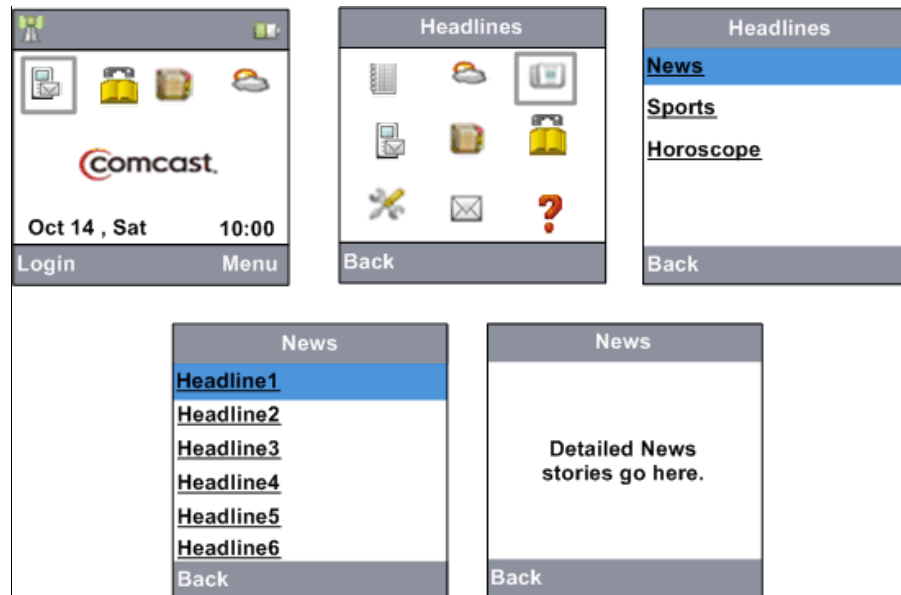 Comcast.
Oct 14 , Sat 10:00
Login Menu
Headlines
Back
Headlines
News
Sports
Horoscope
Back
News
Headline1
Headline2
Headline3
Headline4
Headline5
Headline6
Back
News
Detailed News
stories go here.
Back